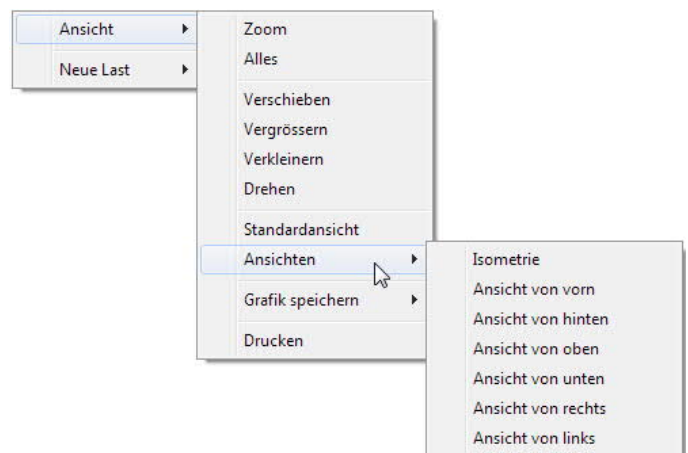 Ansicht
Neue Last
Zoom
Alles
Verschieben
Vergrössern
Verkleinern
Drehen
Standardansicht
Ansichten
Grafik speichern
Drucken
Isometrie
Ansicht von vorn
Ansicht von hinten
Ansicht von oben
Ansicht von unten
Ansicht von rechts
Ansicht von links